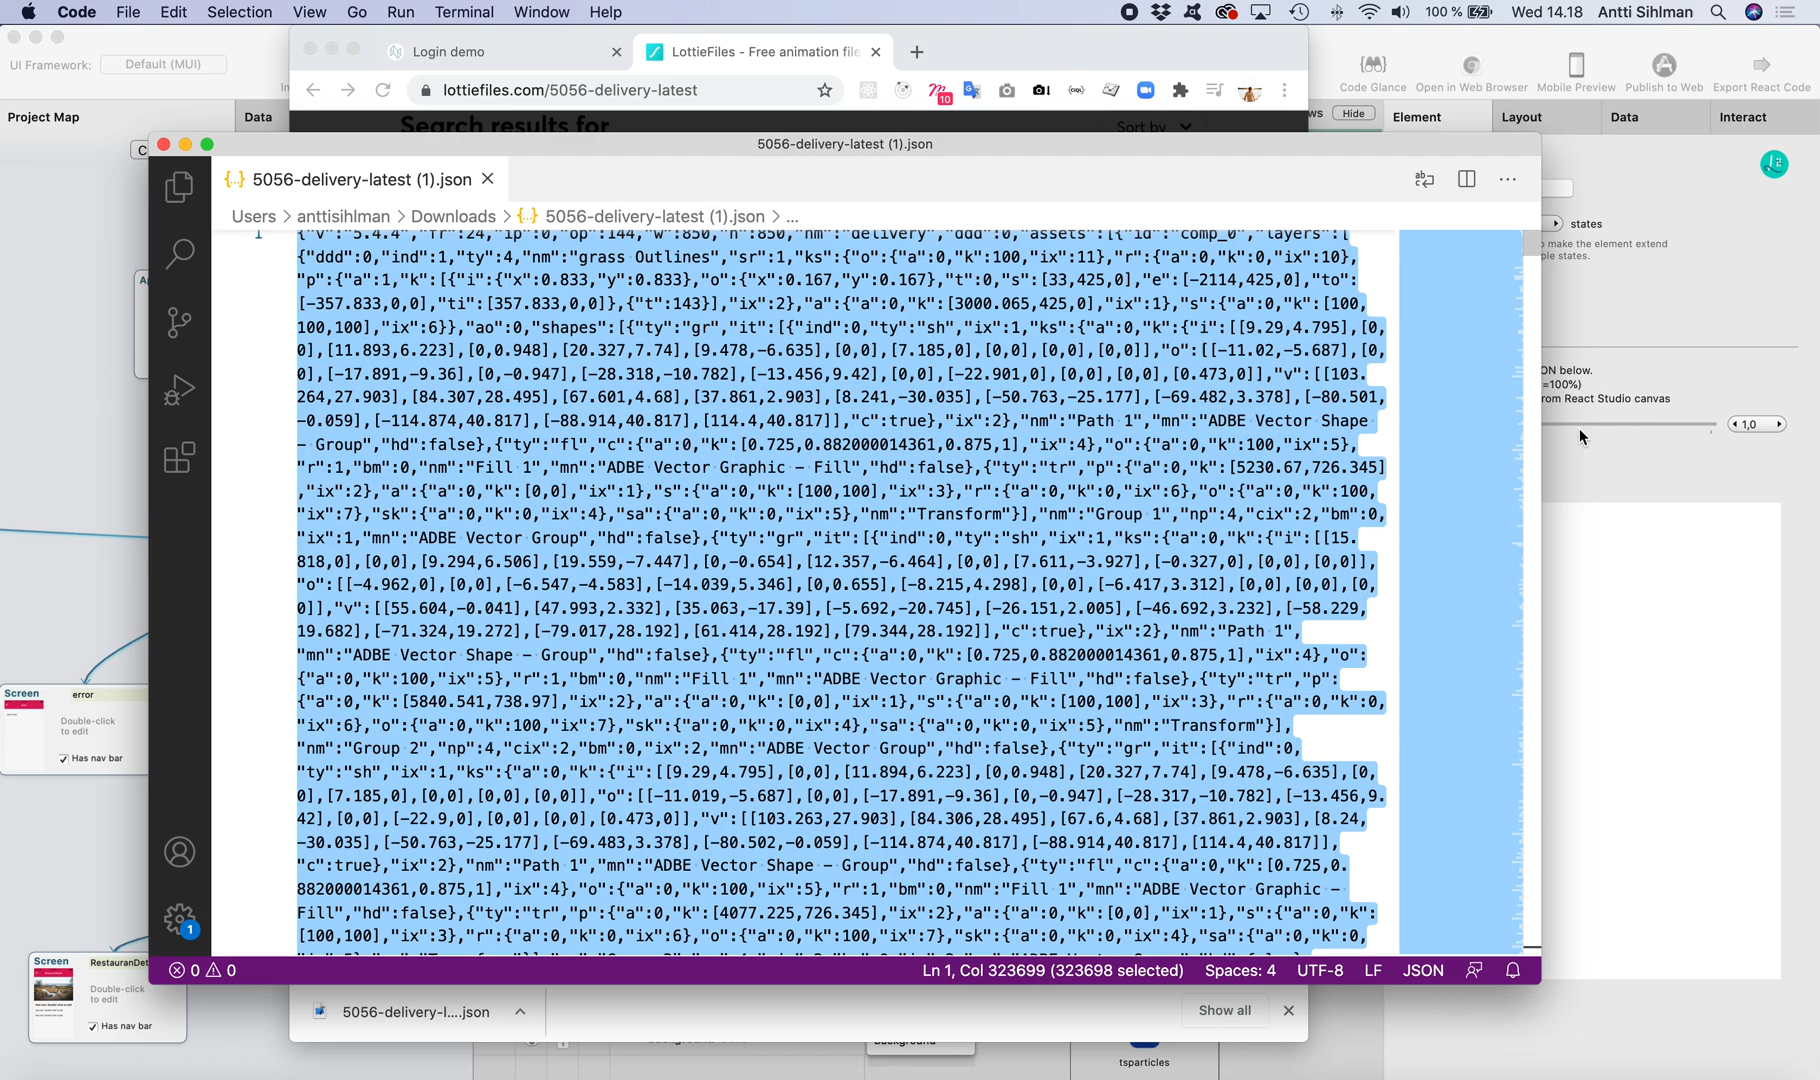 Code File Edit Selection View Go Run Terminal Window Help 100 % Wed 14.18 Antti Sihlman
UI Framework: Default (MUI)
Login demo
LottieFiles - Free animation file
lottiefiles.com/5056-delivery-latest
10
Code Glance Open in Web Browser Mobile Preview Publish to Web Export React Code
Project Map
Data
Search results for
Sort by
Hide
Element
Layout
Data
Interact
5056-delivery-latest (1).json
{..} 5056-delivery-latest (1).json
Users > anttisihlman > Downloads > {..} 5056-delivery-latest (1).json > ...
1
{"v":"5.4.4","fr":24,"ip":0,"op":144,"w":850,"h":850,"nm":"delivery","ddd":0,"assets":[{"id":"comp_0","layers":[
{"ddd":0,"ind":1,"ty":4,"nm":"grass Outlines","sr":1,"ks":{"o":{"a":0,"k":100,"ix":11},"r":{"a":0,"k":0,"ix":10},
"p":{"a":1,"k":[{"i":{"x":0.833,"y":0.833},"o":{"x":0.167,"y":0.167},"t":0,"s":[33,425,0],"e":[-2114,425,0],"to":
[-357.833,0,0],"ti":[357.833,0,0]},{"t":143}],"ix":2},"a":{"a":0,"k":[3000.065,425,0],"ix":1},"s":{"a":0,"k":[100,
100,100],"ix":6}},"ao":0,"shapes":[{"ty":"gr","it":[{"ind":0,"ty":"sh","ix":1,"ks":{"a":0,"k":{"i":[[9.29,4.795],[0,
0],[11.893,6.223],[0,0.948],[20.327,7.74],[9.478,-6.635],[0,0],[7.185,0],[0,0],[0,0],[0,0]],"o":[[-11.02,-5.687],[0,
0],[-17.891,-9.36],[0,-0.947],[-28.318,-10.782],[-13.456,9.42],[0,0],[-22.901,0],[0,0],[0,0],[0.473,0]],"v":[[103.
264,27.903],[84.307,28.495],[67.601,4.68],[37.861,2.903],[8.241,-30.035],[-50.763,-25.177],[-69.482,3.378],[-80.501,
-0.059],[-114.874,40.817],[-88.914,40.817],[114.4,40.817]],"c":true},"ix":2},"nm":"Path 1","mn":"ADBE Vector Shape
- Group","hd":false},{"ty":"fl","c":{"a":0,"k":[0.725,0.882000014361,0.875,1],"ix":4},"o":{"a":0,"k":100,"ix":5},
"r":1,"bm":0,"nm":"Fill 1","mn":"ADBE Vector Graphic - Fill","hd":false},{"ty":"tr","p":{"a":0,"k":[5230.67,726.345]
,"ix":2},"a":{"a":0,"k":[0,0],"ix":1},"s":{"a":0,"k":[100,100],"ix":3},"r":{"a":0,"k":0,"ix":6},"o":{"a":0,"k":100,
"ix":7},"sk":{"a":0,"k":0,"ix":4},"sa":{"a":0,"k":0,"ix":5},"nm":"Transform"}],"nm":"Group 1","np":4,"cix":2,"bm":0,
"ix":1,"mn":"ADBE Vector Group","hd":false},{"ty":"gr","it":[{"ind":0,"ty":"sh","ix":1,"ks":{"a":0,"k":{"i":[[15.
818,0],[0,0],[9.294,6.506],[19.559,-7.447],[0,-0.654],[12.357,-6.464],[0,0],[7.611,-3.927],[-0.327,0],[0,0],[0,0]],
"o":[[-4.962,0],[0,0],[-6.547,-4.583],[-14.039,5.346],[0,0.655],[-8.215,4.298],[0,0],[-6.417,3.312],[0,0],[0,0],[0,
0]],"v":[[55.604,-0.041],[47.993,2.332],[35.063,-17.39],[-5.692,-20.745],[-26.151,2.005],[-46.692,3.232],[-58.229,
19.682],[-71.324,19.272],[-79.017,28.192],[61.414,28.192],[79.344,28.192]],"c":true},"ix":2},"nm":"Path 1",
"mn":"ADBE Vector Shape - Group","hd":false},{"ty":"fl","c":{"a":0,"k":[0.725,0.882000014361,0.875,1],"ix":4},"o":
{"a":0,"k":100,"ix":5},"r":1,"bm":0,"nm":"Fill 1","mn":"ADBE Vector Graphic - Fill","hd":false},{"ty":"tr","p":
{"a":0,"k":[5840.541,738.97],"ix":2},"a":{"a":0,"k":[0,0],"ix":1},"s":{"a":0,"k":[100,100],"ix":3},"r":{"a":0,"k":0,
"ix":6},"o":{"a":0,"k":100,"ix":7},"sk":{"a":0,"k":0,"ix":4},"sa":{"a":0,"k":0,"ix":5},"nm":"Transform"}],
"nm":"Group 2","np":4,"cix":2,"bm":0,"ix":2,"mn":"ADBE Vector Group","hd":false},{"ty":"gr","it":[{"ind":0,
"ty":"sh","ix":1,"ks":{"a":0,"k":{"i":[[9.29,4.795],[0,0],[11.894,6.223],[0,0.948],[20.327,7.74],[9.478,-6.635],[0,
0],[7.185,0],[0,0],[0,0],[0,0]],"o":[[-11.019,-5.687],[0,0],[-17.891,-9.36],[0,-0.947],[-28.317,-10.782],[-13.456,9.
42],[0,0],[-22.9,0],[0,0],[0,0],[0.473,0]],"v":[[103.263,27.903],[84.306,28.495],[67.6,4.68],[37.861,2.903],[8.24,
-30.035],[-50.763,-25.177],[-69.483,3.378],[-80.502,-0.059],[-114.874,40.817],[-88.914,40.817],[114.4,40.817]],
"c":true},"ix":2},"nm":"Path 1","mn":"ADBE Vector Shape - Group","hd":false},{"ty":"fl","c":{"a":0,"k":[0.725,0.
882000014361,0.875,1],"ix":4},"o":{"a":0,"k":100,"ix":5},"r":1,"bm":0,"nm":"Fill 1","mn":"ADBE Vector Graphic -
Fill","hd":false},{"ty":"tr","p":{"a":0,"k":[4077.225,726.345],"ix":2},"a":{"a":0,"k":[0,0],"ix":1},"s":{"a":0,"k":
[100,100],"ix":3},"r":{"a":0,"k":0,"ix":6},"o":{"a":0,"k":100,"ix":7},"sk":{"a":0,"k":0,"ix":4},"sa":{"a":0,"k":0,
1
0 0 Ln 1, Col 323699 (323698 selected) Spaces: 4 UTF-8 LF JSON
states
make the element extend
ple states.
ON below.
=100%)
rom React Studio canvas
1,0
Screen error
Double-click
to edit
Has nav bar
Screen RestauranDet
Double-click
to edit
Has nav bar
5056-delivery-l....json
Show all
background
tsparticles